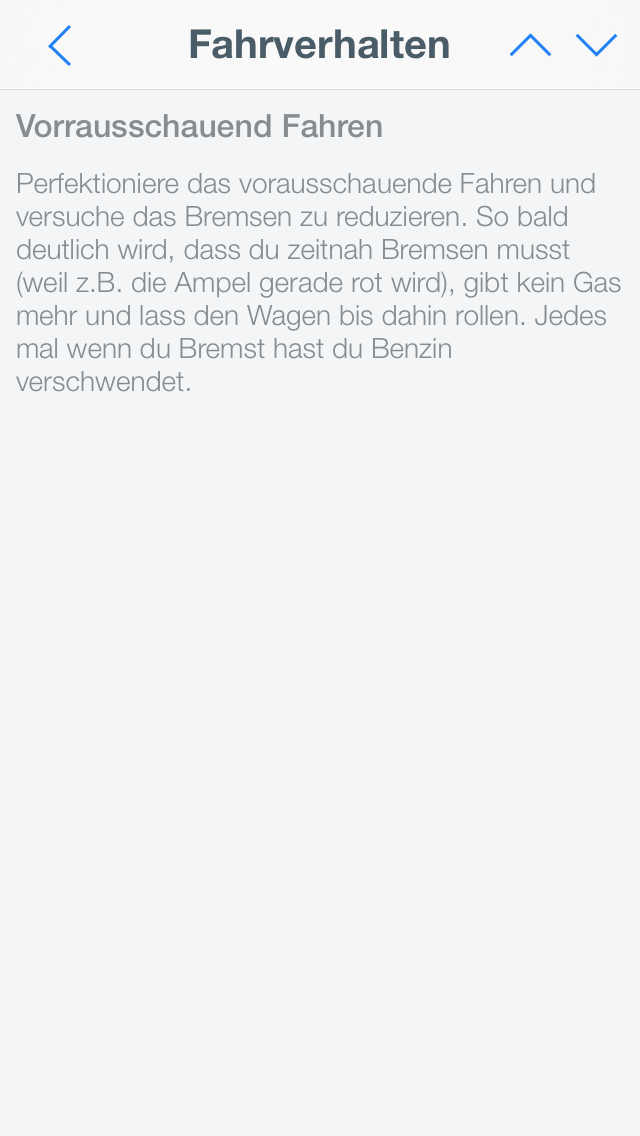 Fahrverhalten
Vorrausschauend Fahren
Perfektioniere das vorausschauende Fahren und
versuche das Bremsen zu reduzieren. So bald
deutlich wird, dass du zeitnah Bremsen musst
(weil z.B. die Ampel gerade rot wird), gibt kein Gas
mehr und lass den Wagen bis dahin rollen. Jedes
mal wenn du Bremst hast du Benzin
verschwendet.